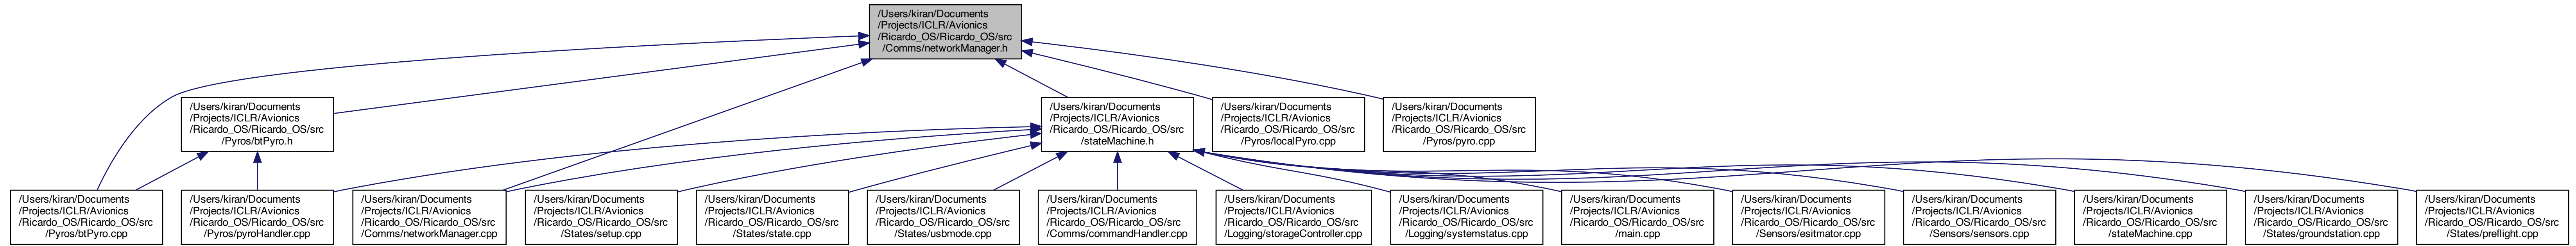 /Users/kiran/Documents
/Projects/ICLR/Avionics
/Ricardo_OS/Ricardo_OS/src
/Comms/networkManager.h
/Users/kiran/Documents
/Projects/ICLR/Avionics
/Ricardo_OS/Ricardo_OS/src
/Pyros/btPyro.h
/Users/kiran/Documents
/Projects/ICLR/Avionics
/Ricardo_OS/Ricardo_OS/src
/stateMachine.h
/Users/kiran/Documents
/Projects/ICLR/Avionics
/Ricardo_OS/Ricardo_OS/src
/Pyros/localPyro.cpp
/Users/kiran/Documents
/Projects/ICLR/Avionics
/Ricardo_OS/Ricardo_OS/src
/Pyros/pyro.cpp
/Users/kiran/Documents
/Projects/ICLR/Avionics
/Ricardo_OS/Ricardo_OS/src
/Pyros/btPyro.cpp
/Users/kiran/Documents
/Projects/ICLR/Avionics
/Ricardo_OS/Ricardo_OS/src
/Pyros/pyroHandler.cpp
/Users/kiran/Documents
/Projects/ICLR/Avionics
/Ricardo_OS/Ricardo_OS/src
/Comms/networkManager.cpp
/Users/kiran/Documents
/Projects/ICLR/Avionics
/Ricardo_OS/Ricardo_OS/src
/States/setup.cpp
/Users/kiran/Documents
/Projects/ICLR/Avionics
/Ricardo_OS/Ricardo_OS/src
/States/state.cpp
/Users/kiran/Documents
/Projects/ICLR/Avionics
/Ricardo_OS/Ricardo_OS/src
/States/usbmode.cpp
/Users/kiran/Documents
/Projects/ICLR/Avionics
/Ricardo_OS/Ricardo_OS/src
/Comms/commandHandler.cpp
/Users/kiran/Documents
/Projects/ICLR/Avionics
/Ricardo_OS/Ricardo_OS/src
/Logging/storageController.cpp
/Users/kiran/Documents
/Projects/ICLR/Avionics
/Ricardo_OS/Ricardo_OS/src
/Logging/systemstatus.cpp
/Users/kiran/Documents
/Projects/ICLR/Avionics
/Ricardo_OS/Ricardo_OS/src
/main.cpp
/Users/kiran/Documents
/Projects/ICLR/Avionics
/Ricardo_OS/Ricardo_OS/src
/Sensors/esitmator.cpp
/Users/kiran/Documents
/Projects/ICLR/Avionics
/Ricardo_OS/Ricardo_OS/src
/Sensors/sensors.cpp
/Users/kiran/Documents
/Projects/ICLR/Avionics
/Ricardo_OS/Ricardo_OS/src
/stateMachine.cpp
/Users/kiran/Documents
/Projects/ICLR/Avionics
/Ricardo_OS/Ricardo_OS/src
/States/groundstation.cpp
/Users/kiran/Documents
/Projects/ICLR/Avionics
/Ricardo_OS/Ricardo_OS/src
/States/preflight.cpp